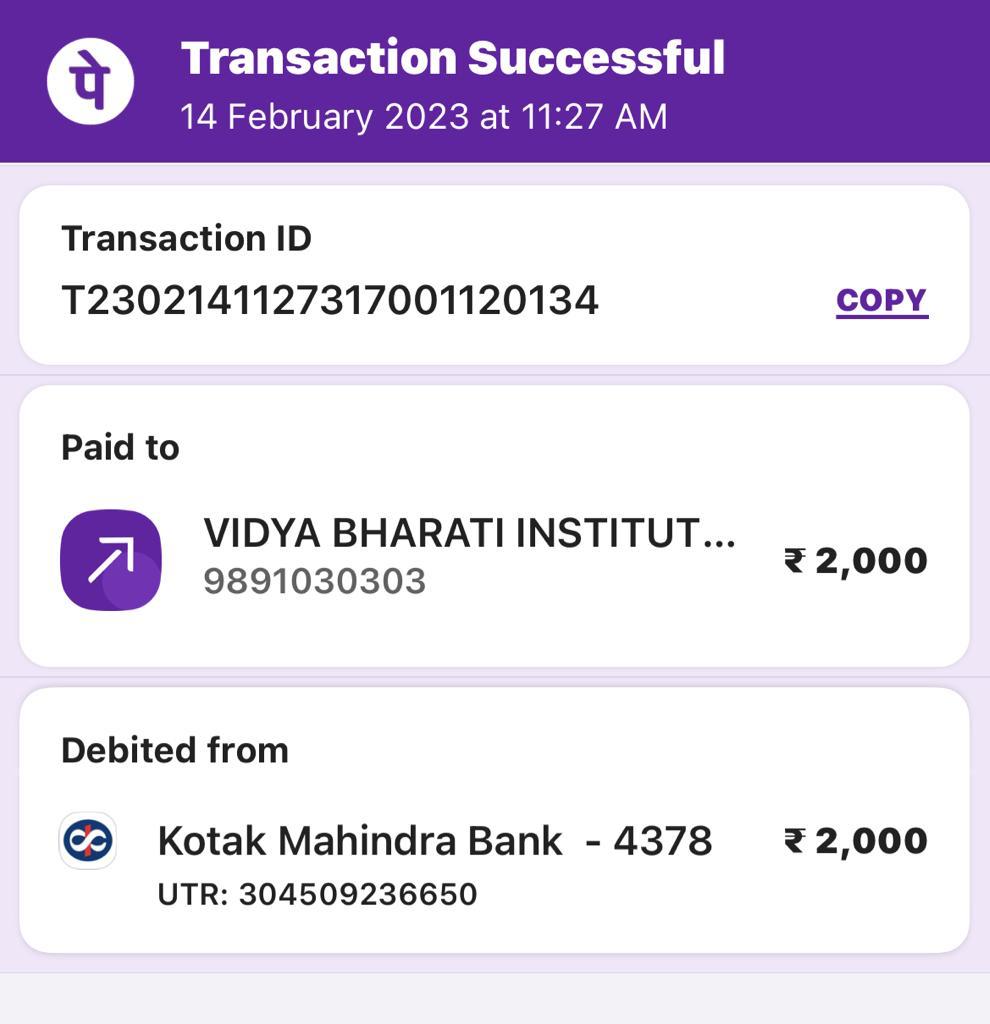 पे
Transaction Successful
14 February 2023 at 11:27 AM
Transaction ID
T2302141127317001120134
COPY
Paid to
VIDYA BHARATI INSTITUT...
9891030303
₹ 2,000
Debited from
Kotak Mahindra Bank - 4378
₹ 2,000
UTR: 304509236650